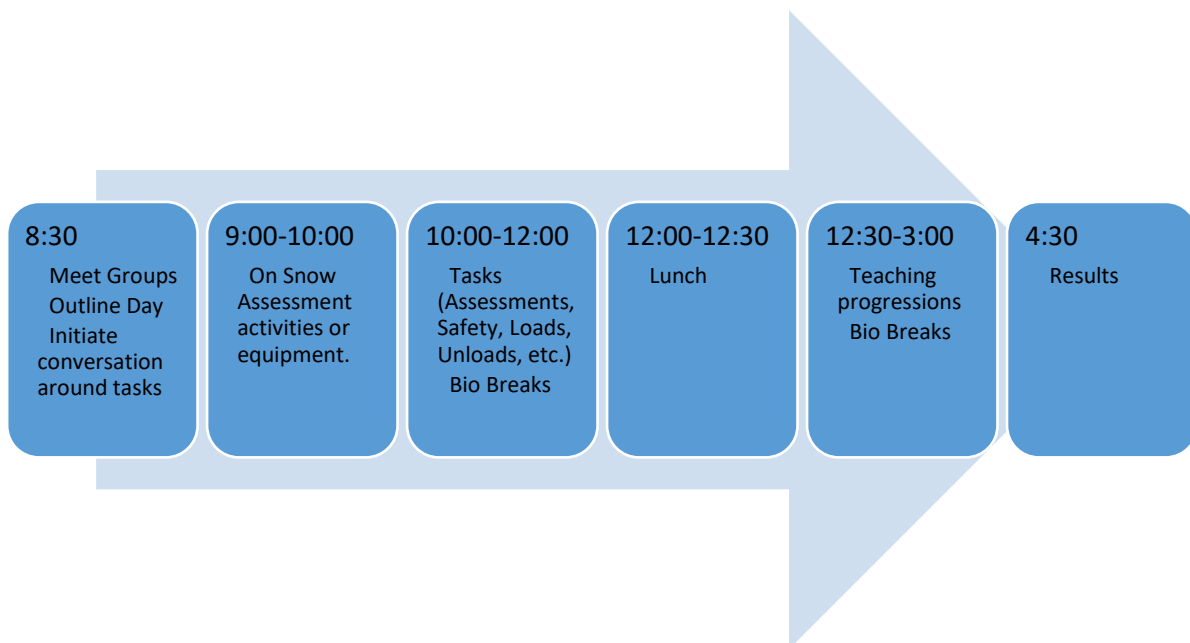 8:30
Meet Groups
Outline Day
Initiate
conversation
around tasks
9:00-10:00
On Snow
Assessment
activities or
equipment.
10:00-12:00
Tasks
(Assessments,
Safety, Loads,
Unloads, etc.)
Bio Breaks
12:00-12:30
Lunch
12:30-3:00
Teaching
progressions
Bio Breaks
4:30
Results